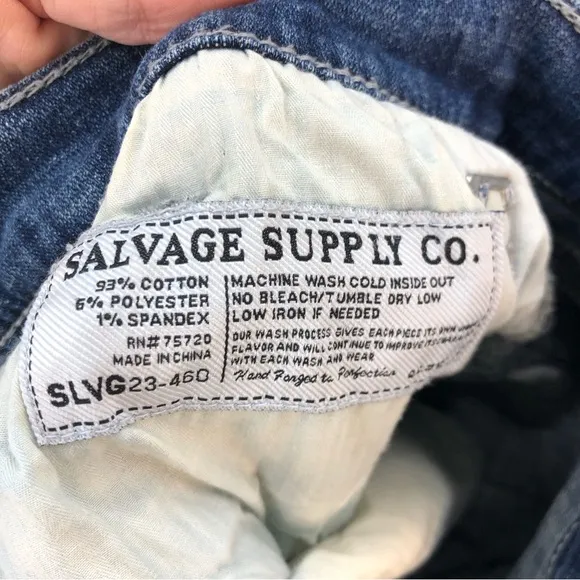 SALVAGE SUPPLY CO.
93% COTTON
6% POLYESTER
1% SPANDEX
RN# 75720
MADE IN CHINA
SLVG23-460
MACHINE WASH COLD INSIDE OUT
NO BLEACH/TUMBLE DRY LOW
LOW IRON IF NEEDED
OUR WASH PROCESS GIVES EACH PIECE ITS OWN
FLAVOR AND WILL CONTINUE TO IMPROVE ITS
WITH EACH WASH AND WEAR
Hand Forged to Perfection